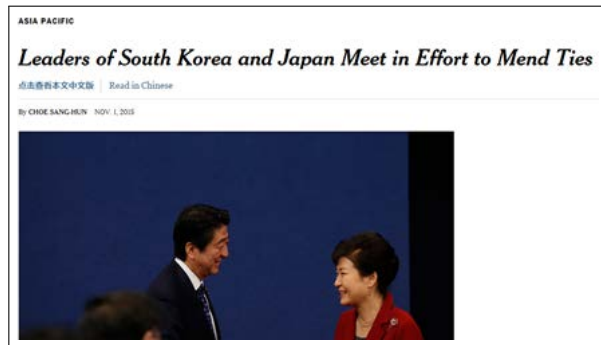 ASIA PACIFIC
Leaders of South Korea and Japan Meet in Effort to Mend Ties
点击查看本文中文版 | Read in Chinese
By CHOE SANG-HUN NOV. 1, 2015